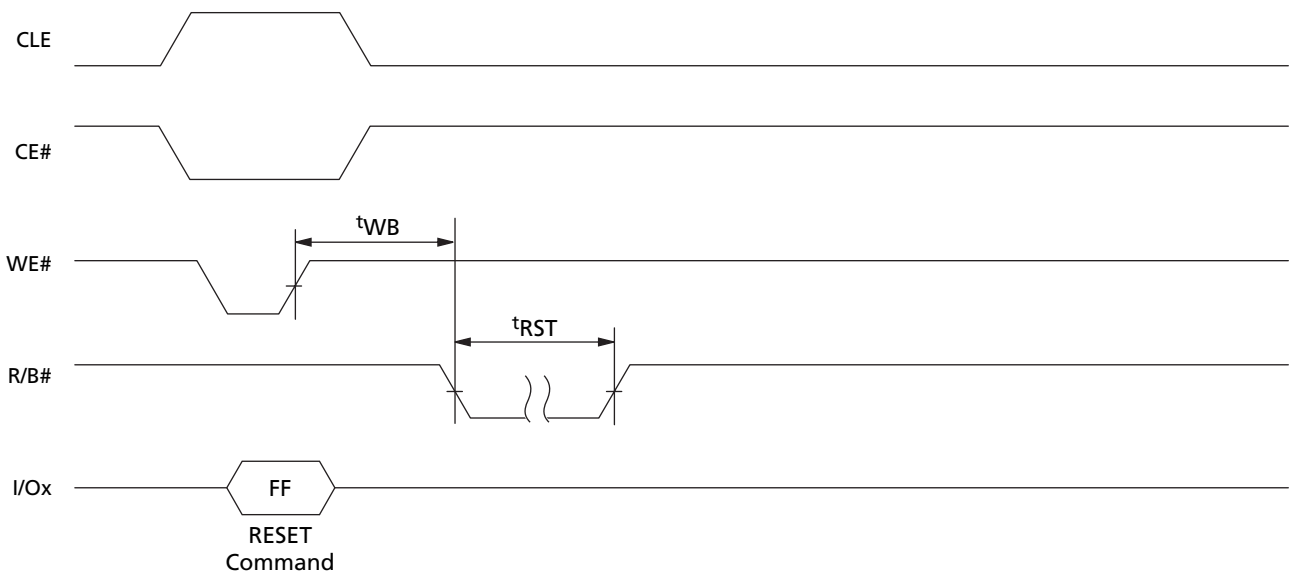 CLE
CE#
tWB
WE#
tRST
R/B#
I/Ox
FF
RESET
Command